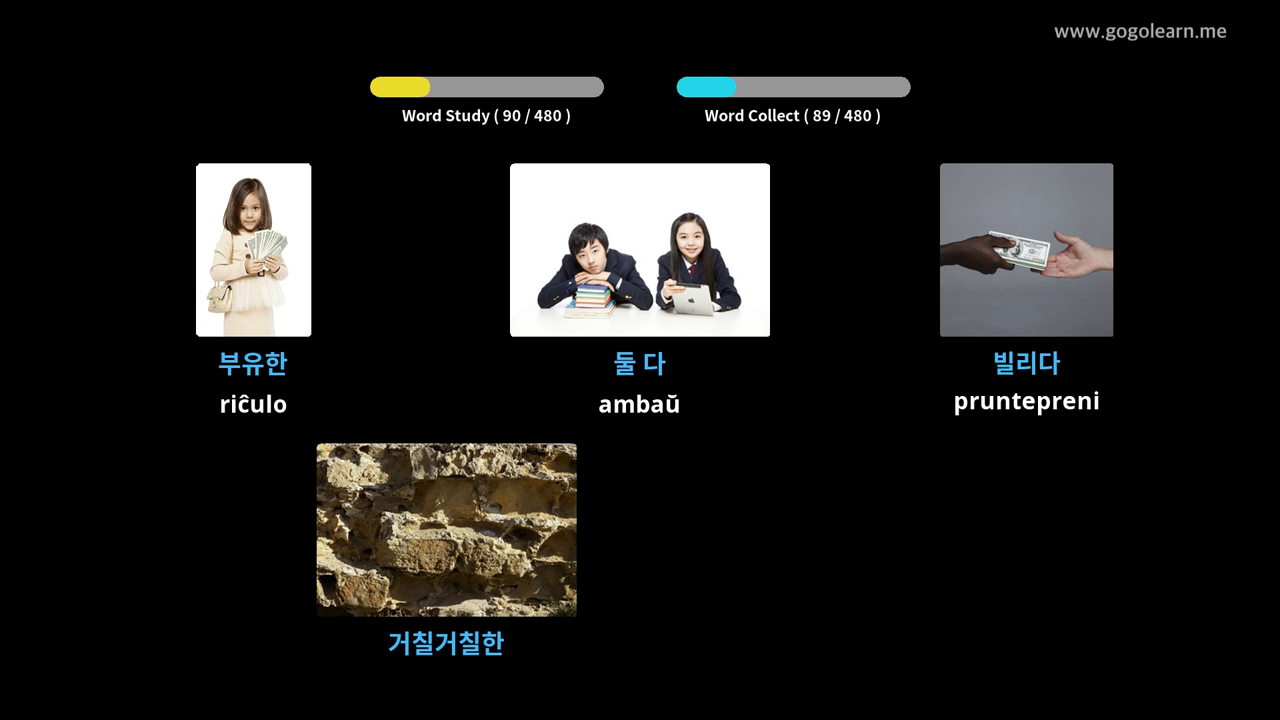 www.gogolearn.me
Word Study ( 90 / 480 )
Word Collect ( 89 / 480 )
부유한
riĉulo
둘 다
ambaŭ
빌리다
pruntepreni
거칠거칠한